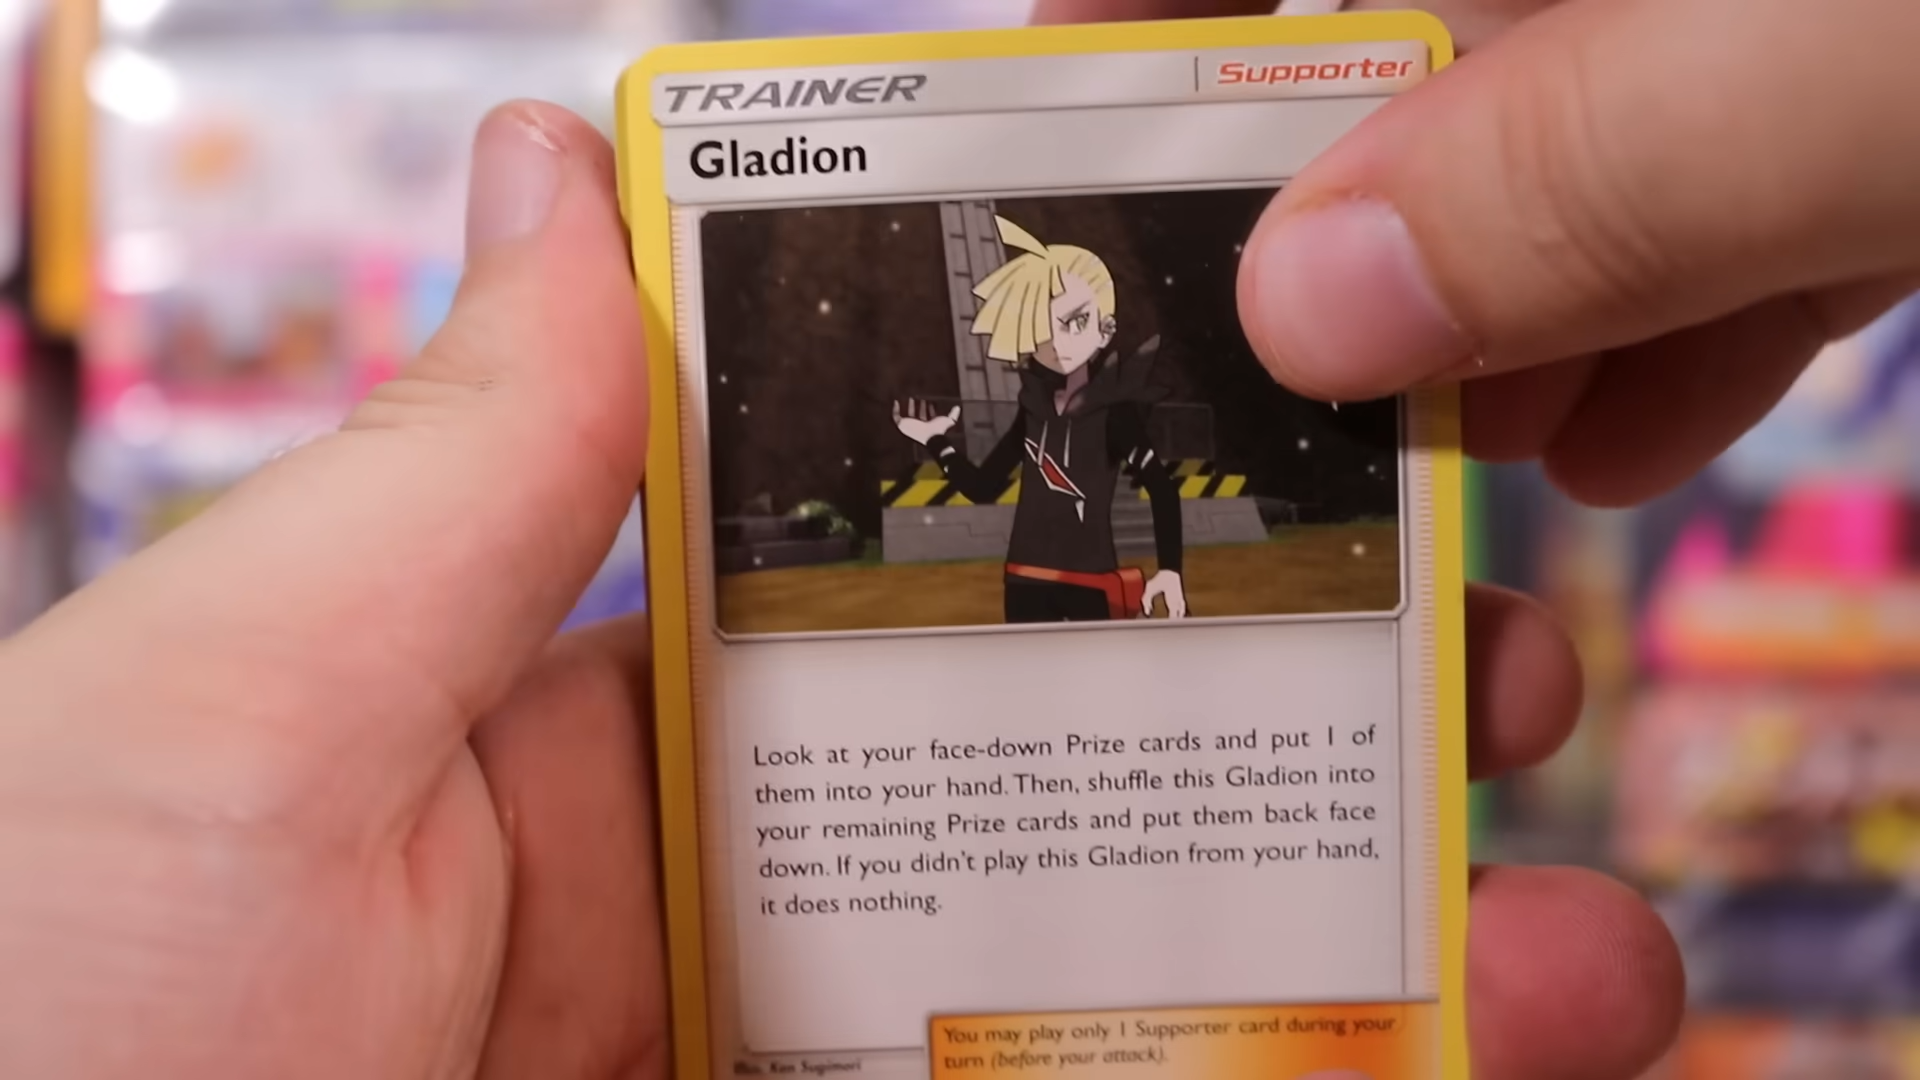 TRAINER | Supporter
Gladion
Look at your face-down Prize cards and put 1 of
them into your hand. Then, shuffle this Gladion into
your remaining Prize cards and put them back face
down. If you didn't play this Gladion from your hand,
it does nothing.
You may play only 1 Supporter card during your
turn (before your attack).
Illus. Ken Sugimori